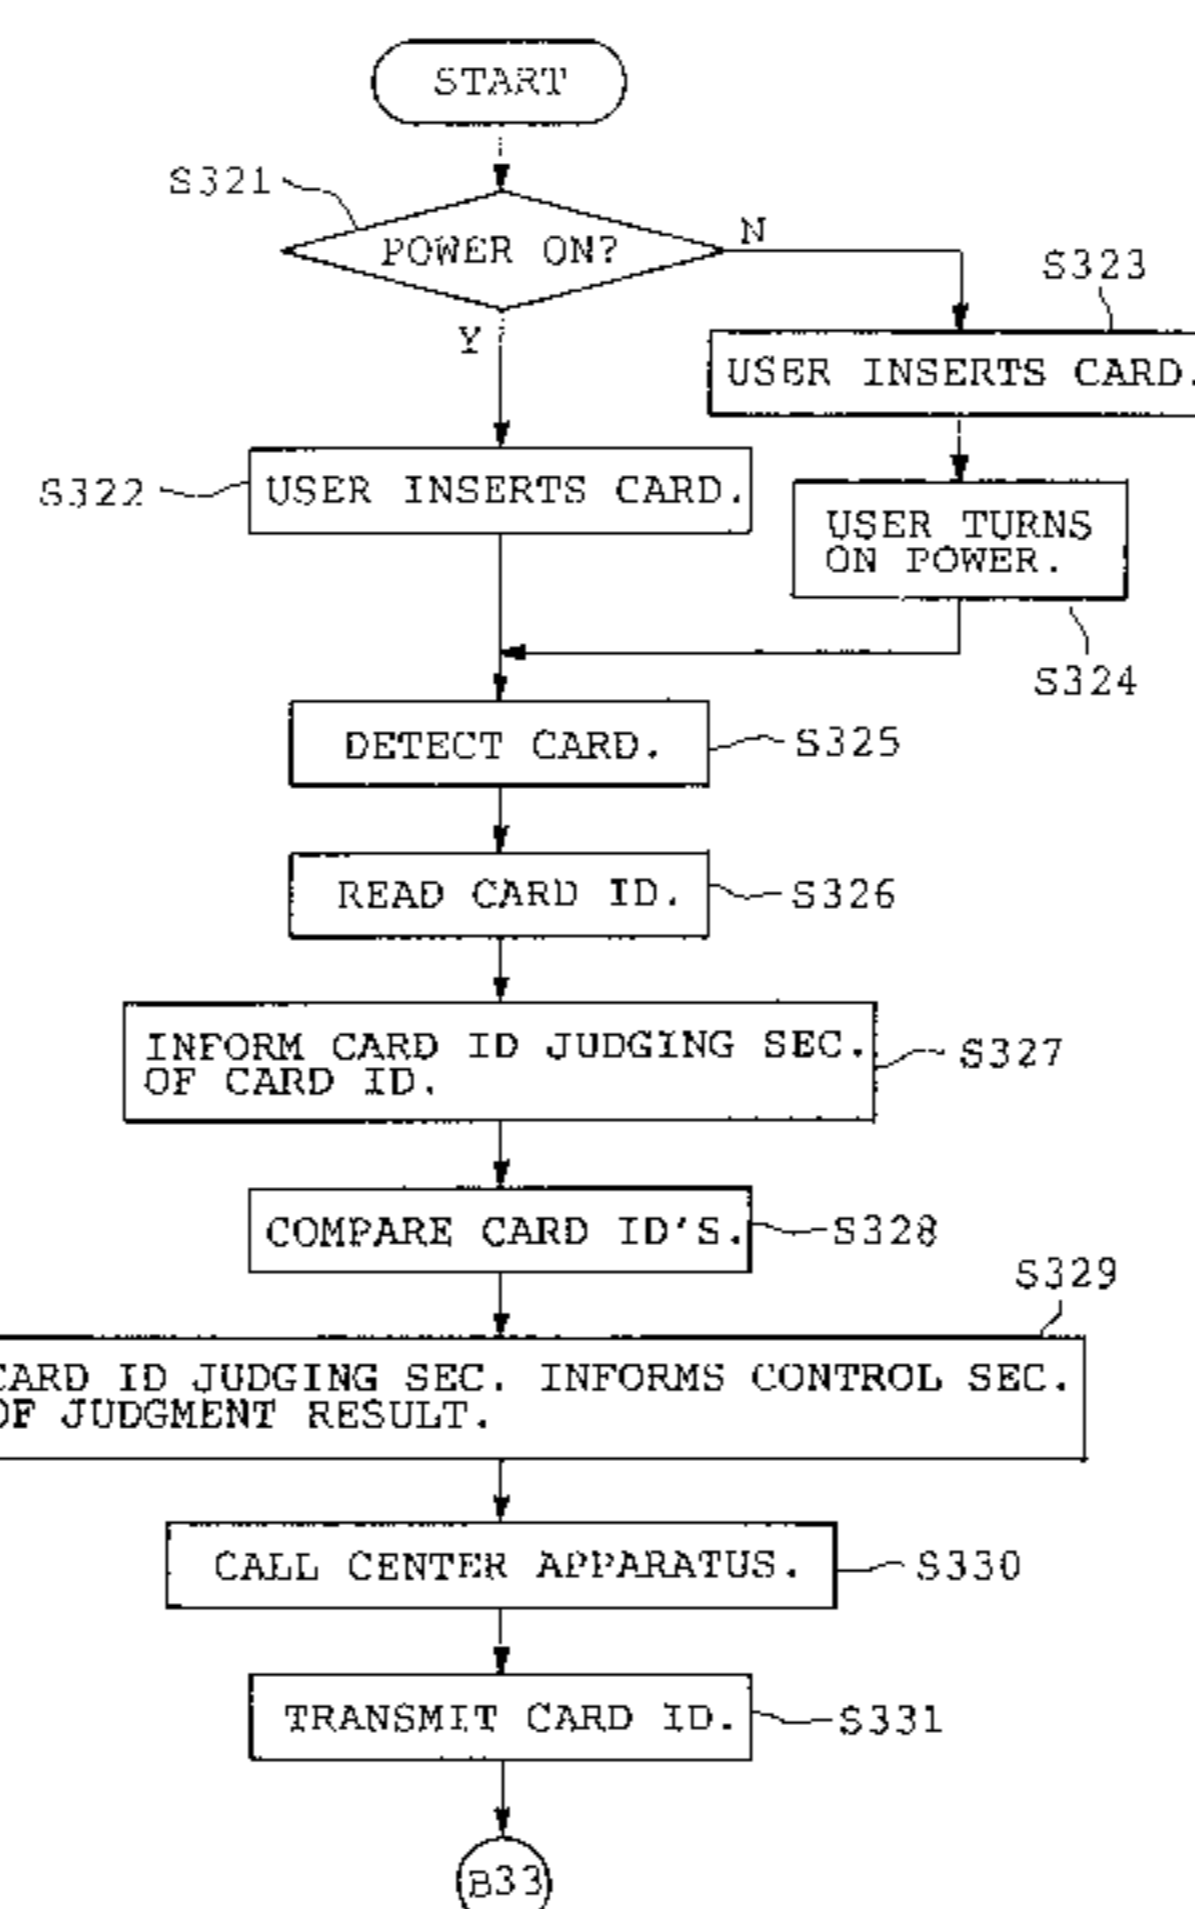 START
S321
POWER ON?
N
S323
Y
USER INSERTS CARD.
S322
USER INSERTS CARD.
USER TURNS
ON POWER.
S324
DETECT CARD.
S325
READ CARD ID.
S326
INFORM CARD ID JUDGING SEC.
OF CARD ID.
S327
COMPARE CARD ID'S.
S328
S329
CARD ID JUDGING SEC. INFORMS CONTROL SEC.
OF JUDGMENT RESULT.
CALL CENTER APPARATUS.
S330
TRANSMIT CARD ID.
S331
B33